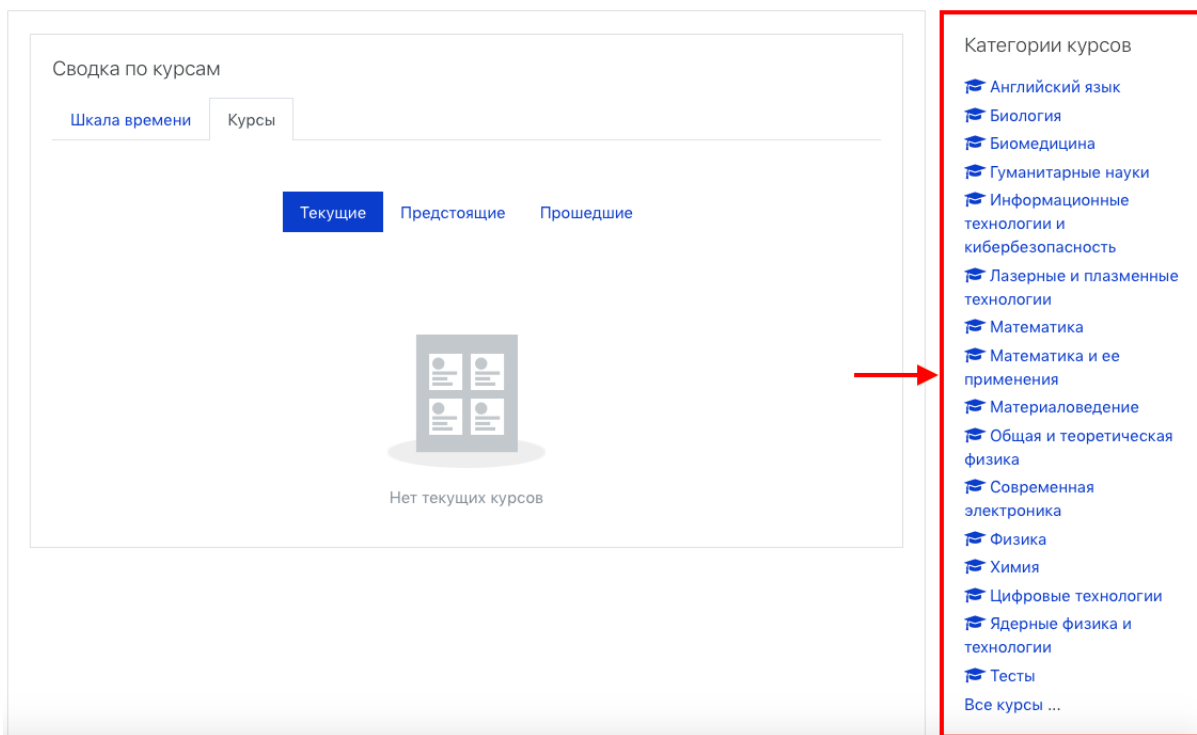 Сводка по курсам
Шкала времени
Курсы
Текущие
Предстоящие
Прошедшие
Нет текущих курсов
Категории курсов
Английский язык
Биология
Биомедицина
Гуманитарные науки
Информационные
технологии и
кибербезопасность
Лазерные и плазменные
технологии
Математика
Математика и ее
применения
Материаловедение
Общая и теоретическая
физика
Современная
электроника
Физика
Химия
Цифровые технологии
Ядерные физика и
технологии
Тесты
Все курсы ...